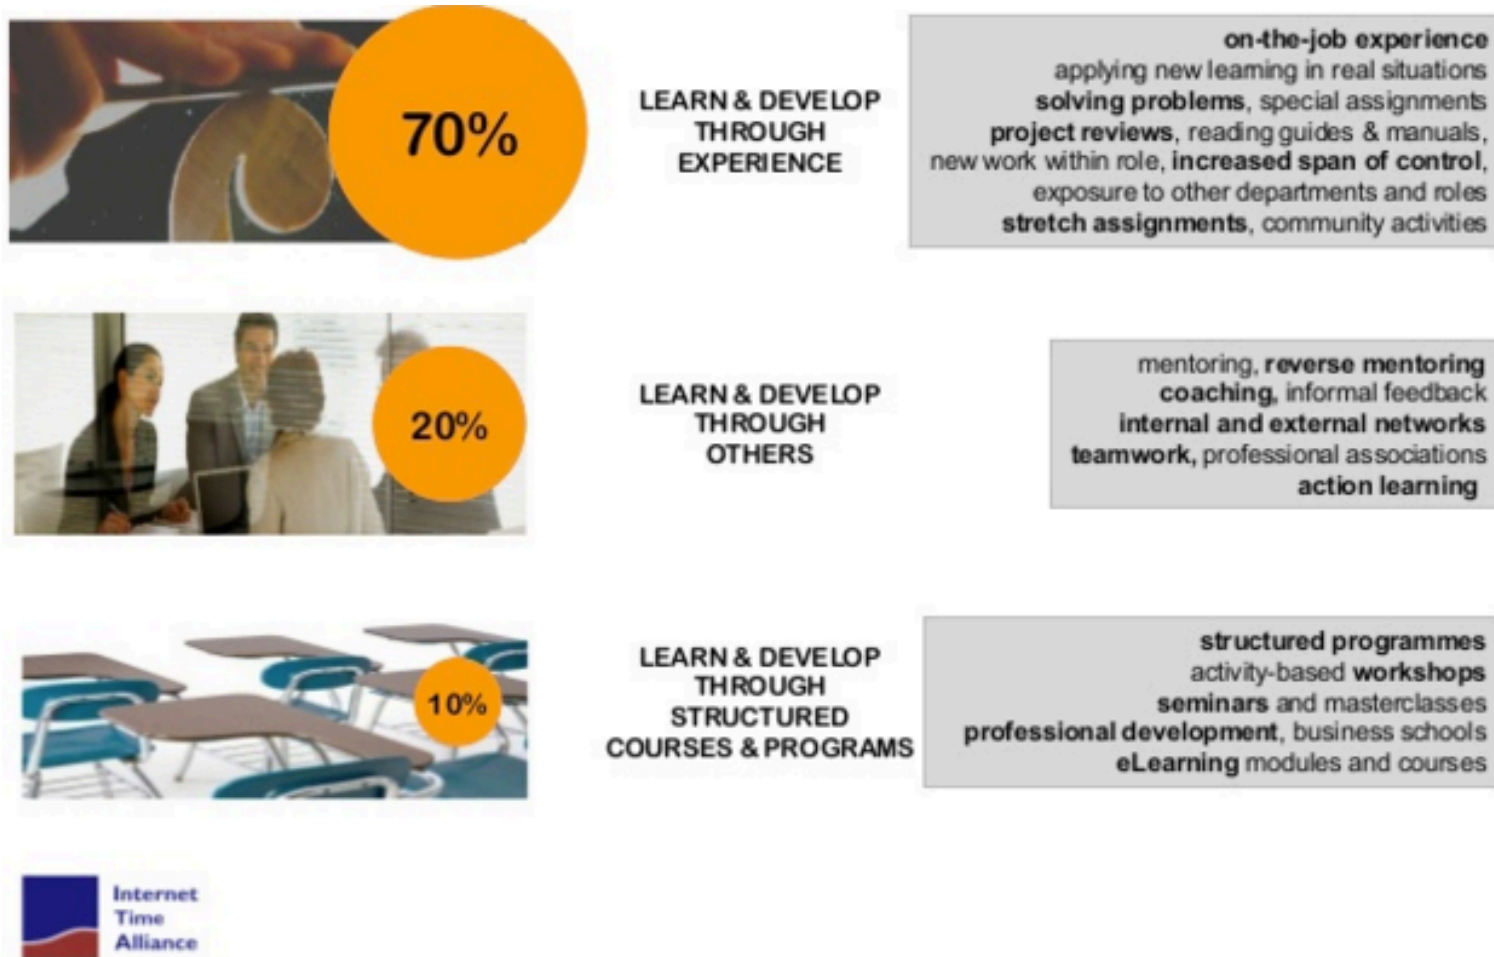 70%
LEARN & DEVELOP
THROUGH
EXPERIENCE
on-the-job experience
applying new learning in real situations
solving problems, special assignments
project reviews, reading guides & manuals,
new work within role, increased span of control,
exposure to other departments and roles
stretch assignments, community activities
20%
LEARN & DEVELOP
THROUGH
OTHERS
mentoring, reverse mentoring
coaching, informal feedback
internal and external networks
teamwork, professional associations
action learning
10%
LEARN & DEVELOP
THROUGH
STRUCTURED
COURSES & PROGRAMS
structured programmes
activity-based workshops
seminars and masterclasses
professional development, business schools
eLearning modules and courses
Internet
Time
Alliance